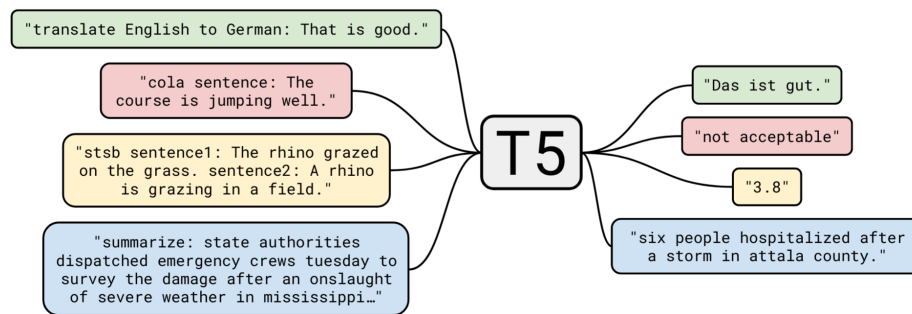 "translate English to German: That is good."
"cola sentence: The
course is jumping well."
"stsb sentence1: The rhino grazed
on the grass. sentence2: A rhino
is grazing in a field."
"summarize: state authorities
dispatched emergency crews tuesday to
survey the damage after an onslaught
of severe weather in mississippi…"
T5
"Das ist gut."
"not acceptable"
"3.8"
"six people hospitalized after
a storm in attala county."